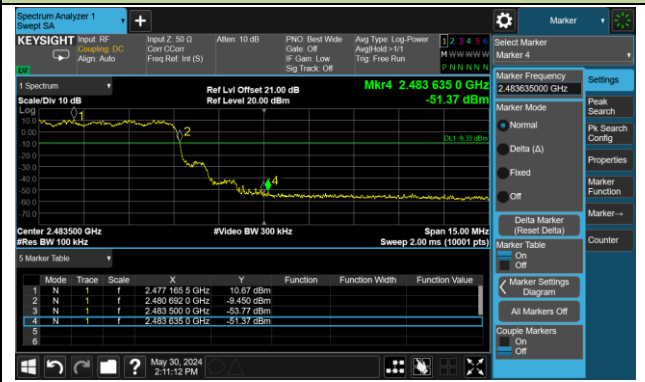 Spectrum Analyzer 1
Swept SA
Marker
KEYSIGHT Input: RF
Coupling: DC
Align: Auto
Input Z: 50 Ω
Corr CCorr
Freq Ref: Int (S)
Atten: 10 dB
PNO: Best Wide
Gate: Off
IF Gain: Low
Sig Track: Off
Avg Type: Log-Power
Avg|Hold:>1/1
Trig: Free Run
1 2 3 4 5 6
M W W W W W
P N N N N N
Select Marker
Marker 4
1 Spectrum
Scale/Div 10 dB
Ref Lvl Offset 21.00 dB
Ref Level 20.00 dBm
Mkr4 2.483 635 0 GHz
-51.37 dBm
Log
10.0
0.00
-10.0
-20.0
-30.0
-40.0
-50.0
-60.0
-70.0
1
2
4
DL1 -9.33 dBm
Center 2.483500 GHz
#Res BW 100 kHz
#Video BW 300 kHz
Span 15.00 MHz
Sweep 2.00 ms (10001 pts)
5 Marker Table
Mode Trace Scale X Y Function Function Width Function Value
1 N 1 f 2.477 165 5 GHz 10.67 dBm
2 N 1 f 2.480 692 0 GHz -9.450 dBm
3 N 1 f 2.483 500 0 GHz -53.77 dBm
4 N 1 f 2.483 635 0 GHz -51.37 dBm
5
6
May 30, 2024
2:11:12 PM
Marker Frequency
2.483635000 GHz
Marker Mode
Normal
Delta (Δ)
Fixed
Off
Delta Marker
(Reset Delta)
Marker Table
On
Off
Marker Settings
Diagram
All Markers Off
Couple Markers
On
Off
Settings
Peak
Search
Pk Search
Config
Properties
Marker
Function
Marker→
Counter